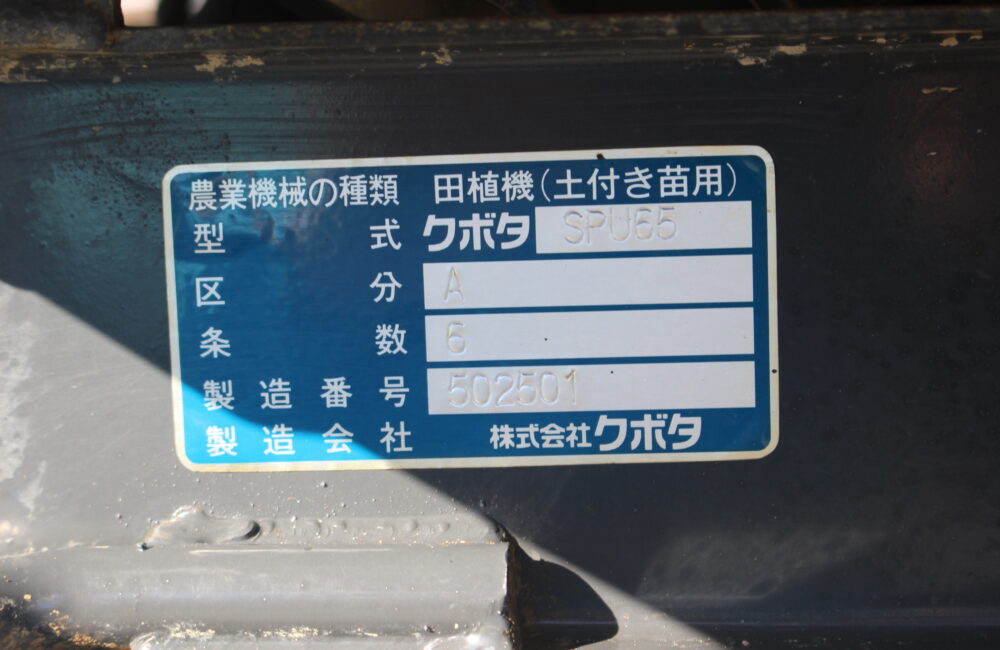 農業機械の種類 田植機(土付き苗用)
型式 クボタ SPU65
区分 A
条数 6
製造番号 502501
製造会社 株式会社クボタ